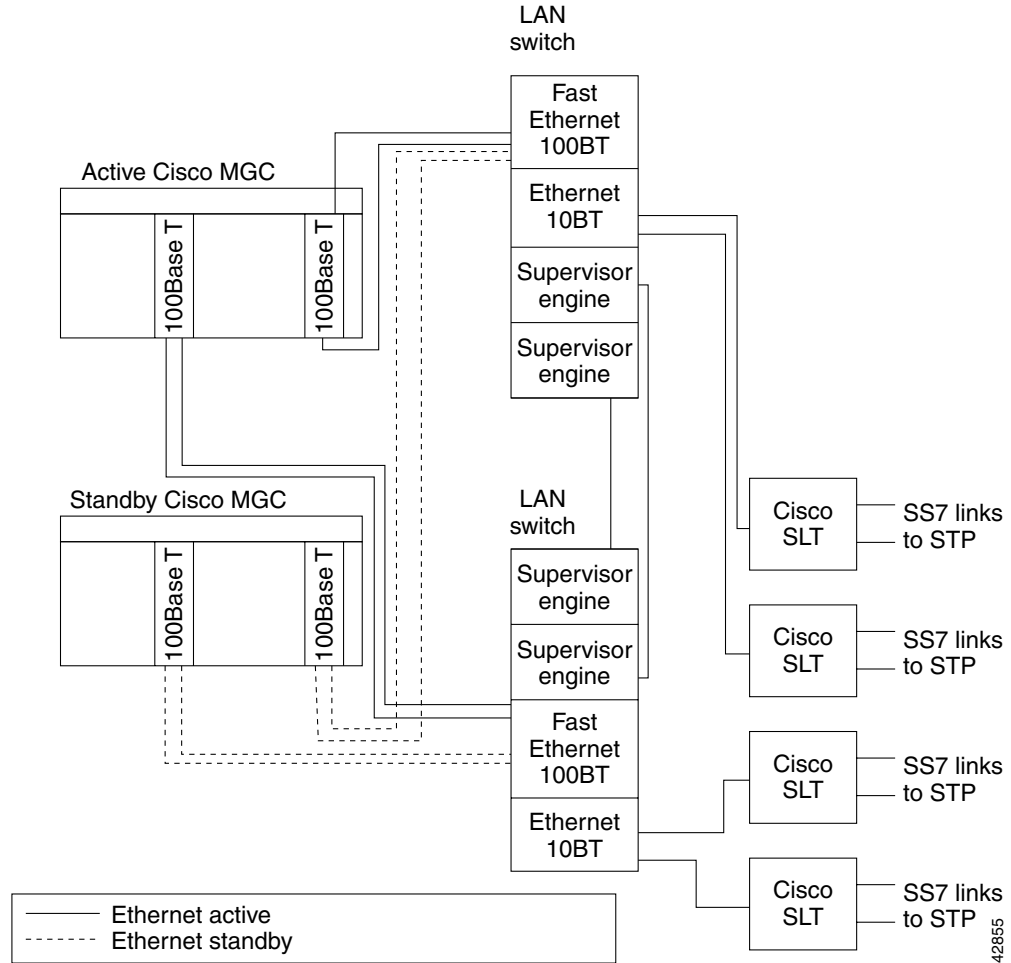 LAN
switch
Fast
Ethernet
100BT
Ethernet
10BT
Supervisor
engine
Supervisor
engine
Active Cisco MGC
100Base T
100Base T
Standby Cisco MGC
100Base T
100Base T
LAN
switch
Supervisor
engine
Supervisor
engine
Fast
Ethernet
100BT
Ethernet
10BT
Cisco
SLT
SS7 links
to STP
Cisco
SLT
SS7 links
to STP
Cisco
SLT
SS7 links
to STP
Cisco
SLT
SS7 links
to STP
Ethernet active
Ethernet standby
42855